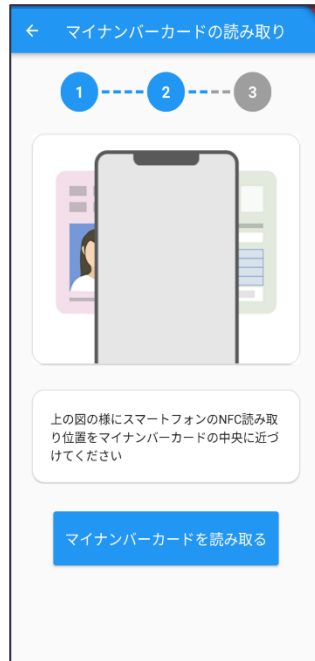 マイナンバーカードの読み取り
1 2 3
上の図の様にスマートフォンのNFC読み取
り位置をマイナンバーカードの中央に近づ
けてください
マイナンバーカードを読み取る